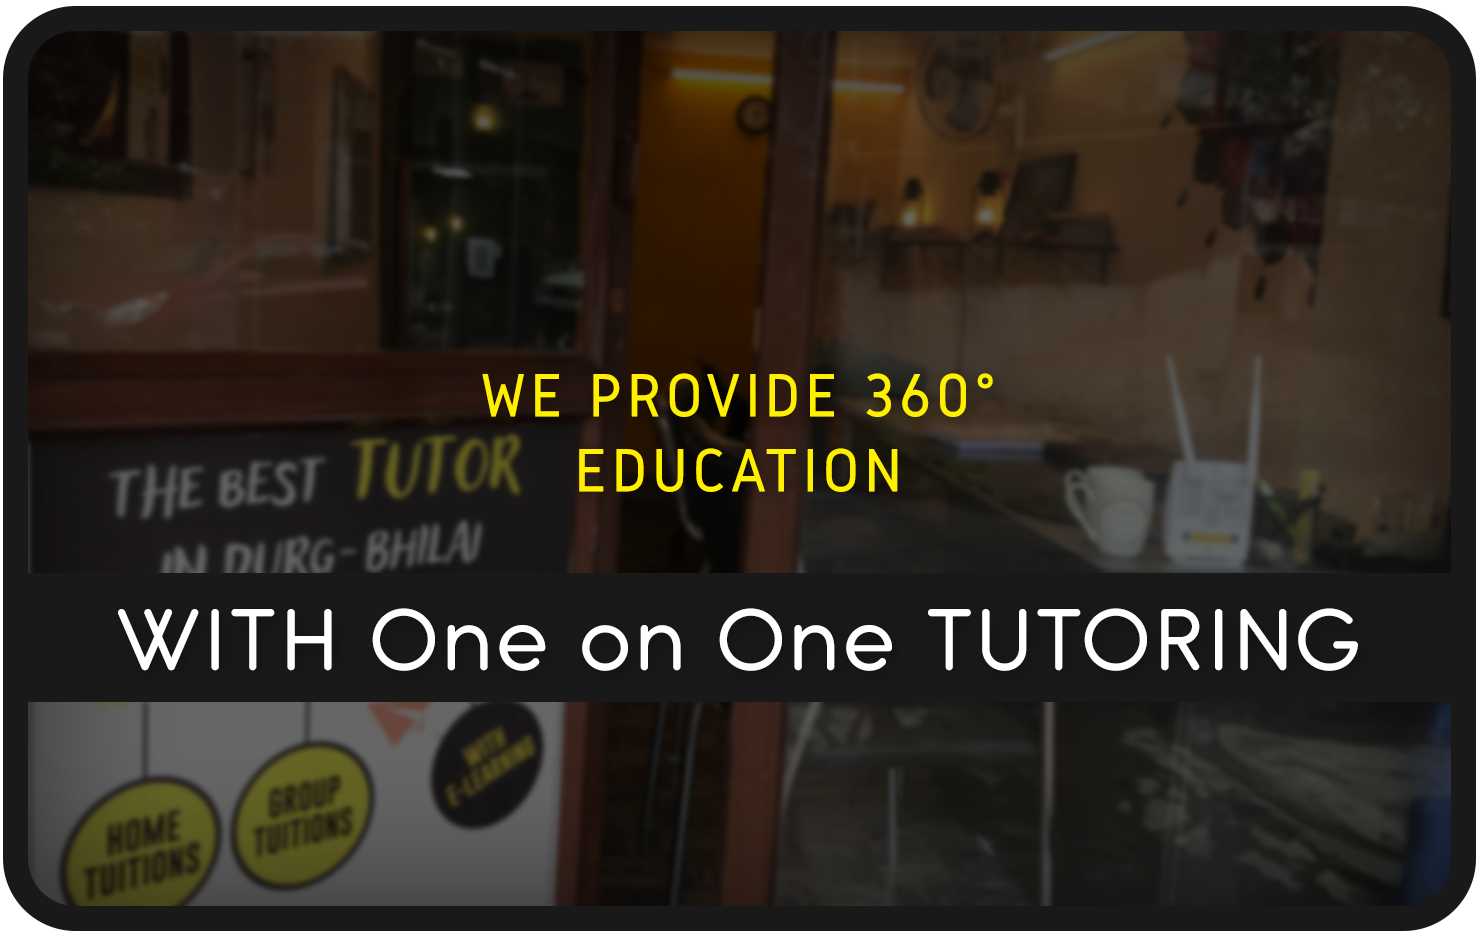 WE PROVIDE 360°
EDUCATION
THE BEST TUTOR
IN DURG-BHILAI
WITH One on One TUTORING
WITH
E-LEARNING
GROUP
TUITIONS
HOME
TUITIONS